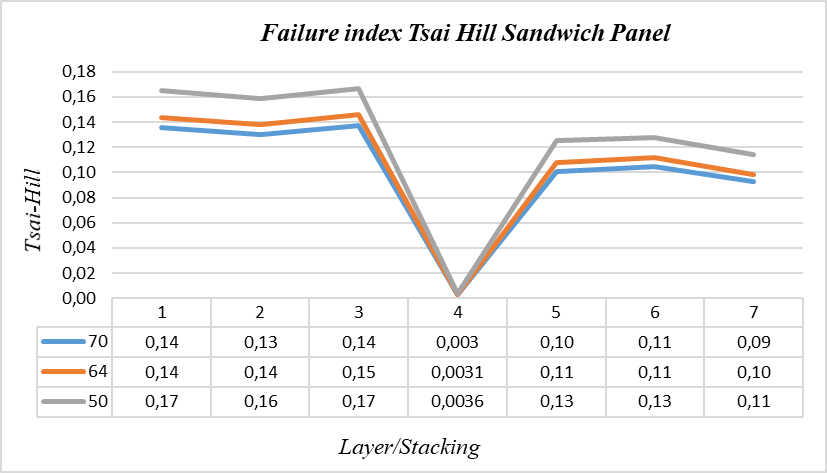 Failure index Tsai Hill Sandwich Panel
0,18
0,16
0,14
0,12
0,10
0,08
0,06
0,04
0,02
0,00
Tsai-Hill
1 2 3 4 5 6 7
70 0,14 0,13 0,14 0,003 0,10 0,11 0,09
64 0,14 0,14 0,15 0,0031 0,11 0,11 0,10
50 0,17 0,16 0,17 0,0036 0,13 0,13 0,11
Layer/Stacking